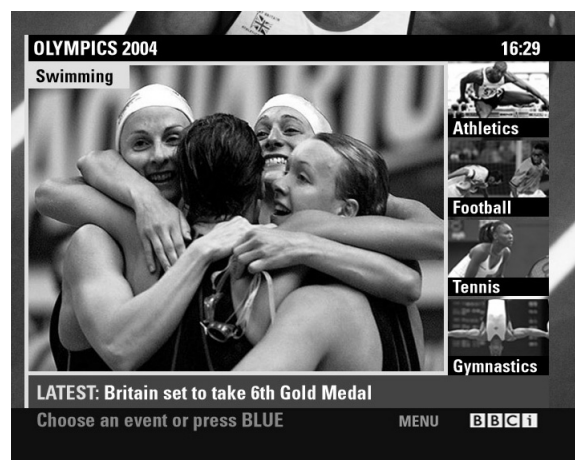 OLYMPICS 2004 16:29
Swimming
Athletics
Football
Tennis
Gymnastics
LATEST: Britain set to take 6th Gold Medal
Choose an event or press BLUE MENU BBCi